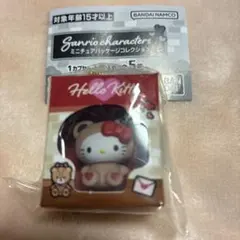 対象年齢15才以上
BANDAI NAMCO
Sanrio characters
ミニチュアパッケージコレクション
Hello Kitty